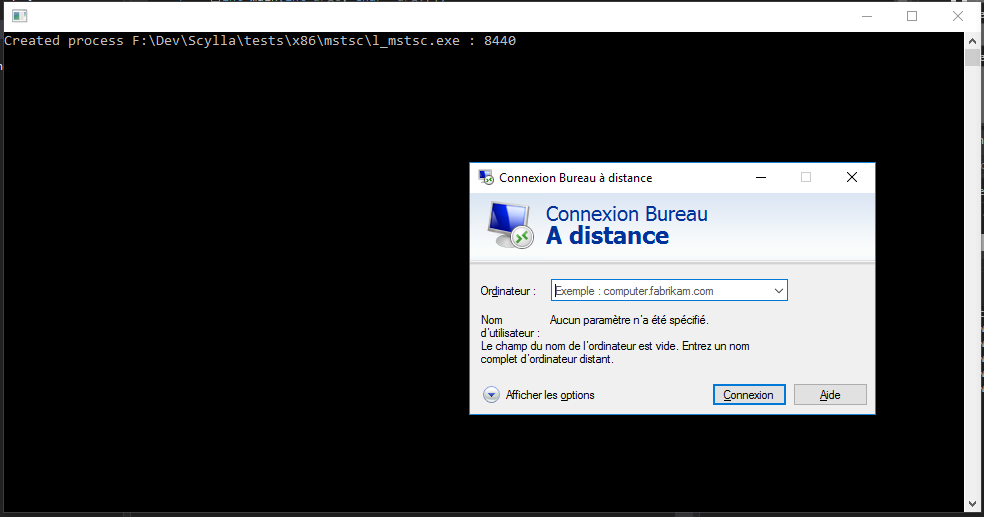 Created process F:\Dev\Scylla\tests\x86\mstsc\l_mstsc.exe : 8440
Connexion Bureau à distance
Connexion Bureau
A distance
Ordinateur :
Exemple : computer.fabrikam.com
Nom
d'utilisateur :
Aucun paramètre n'a été spécifié.
Le champ du nom de l'ordinateur est vide. Entrez un nom
complet d'ordinateur distant.
Afficher les options
Connexion
Aide